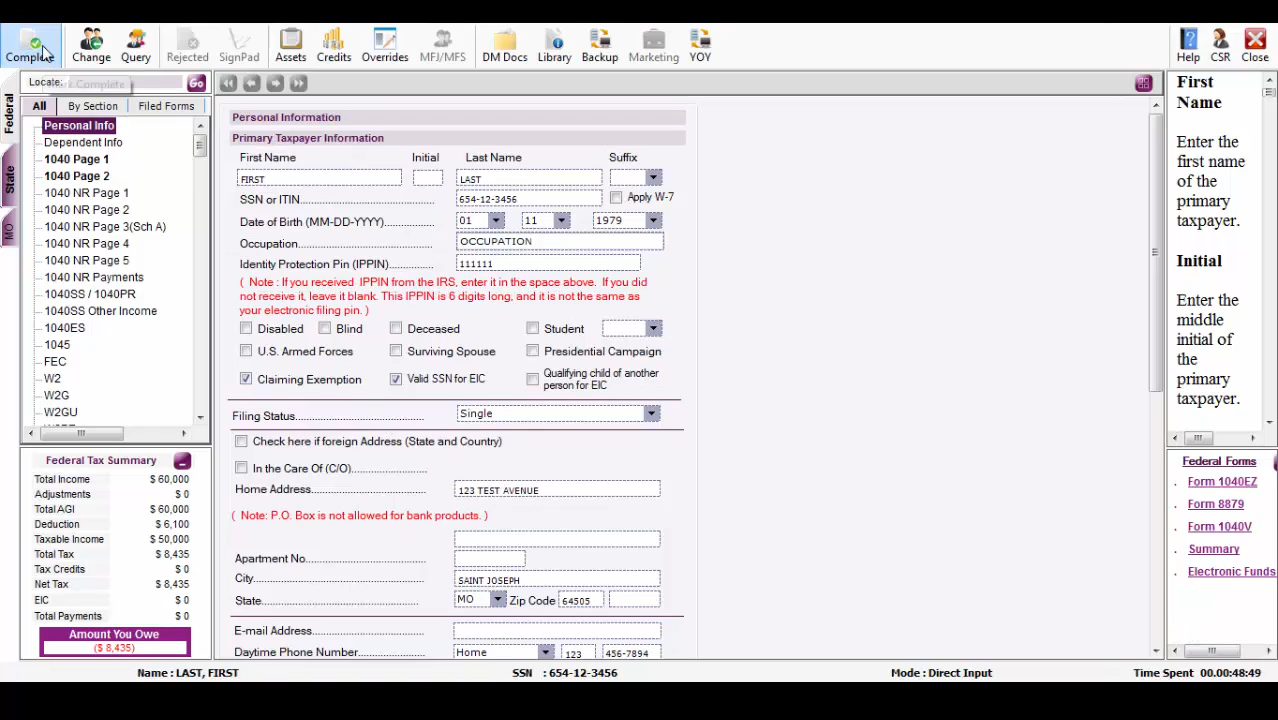 Complete Change Query Rejected SignPad Assets Credits Overrides MFJ/MFS DM Docs Library Backup Marketing YOY Help CSR Close
Locate: Go
All By Section Filed Forms
Federal
State
MO
Personal Info
Dependent Info
1040 Page 1
1040 Page 2
1040 NR Page 1
1040 NR Page 2
1040 NR Page 3(Sch A)
1040 NR Page 4
1040 NR Page 5
1040 NR Payments
1040SS / 1040PR
1040SS Other Income
1040ES
1045
FEC
W2
W2G
W2GU
Federal Tax Summary
Total Income $ 60,000
Adjustments $ 0
Total AGI $ 60,000
Deduction $ 6,100
Taxable Income $ 50,000
Total Tax $ 8,435
Tax Credits $ 0
Net Tax $ 8,435
EIC $ 0
Total Payments $ 0
Amount You Owe
($ 8,435)
Personal Information
Primary Taxpayer Information
First Name Initial Last Name Suffix
FIRST LAST
SSN or ITIN 654-12-3456 Apply W-7
Date of Birth (MM-DD-YYYY) 01 11 1979
Occupation OCCUPATION
Identity Protection Pin (IPPIN) 111111
( Note : If you received IPPIN from the IRS, enter it in the space above. If you did
not receive it, leave it blank. This IPPIN is 6 digits long, and it is not the same as
your electronic filing pin. )
Disabled Blind Deceased Student
U.S. Armed Forces Surviving Spouse Presidential Campaign
Claiming Exemption Valid SSN for EIC Qualifying child of another
person for EIC
Filing Status Single
Check here if foreign Address (State and Country)
In the Care Of (C/O)
Home Address 123 TEST AVENUE
( Note: P.O. Box is not allowed for bank products. )
Apartment No.
City SAINT JOSEPH
State MO Zip Code 64505
E-mail Address
Daytime Phone Number Home 123 456-7894
First
Name
Enter the
first name
of the
primary
taxpayer.
Initial
Enter the
middle
initial of
the
primary
taxpayer.
Federal Forms
. Form 1040EZ
. Form 8879
. Form 1040V
. Summary
. Electronic Funds
Name : LAST, FIRST SSN : 654-12-3456 Mode : Direct Input Time Spent 00:00:48:49